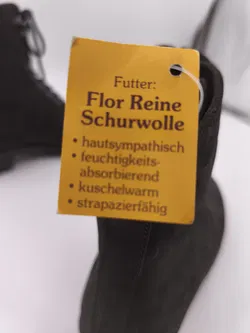 Futter:
Flor Reine
Schurwolle
• hautsympathisch
• feuchtigkeits-
absorbierend
• kuschelwarm
• strapazierfähig